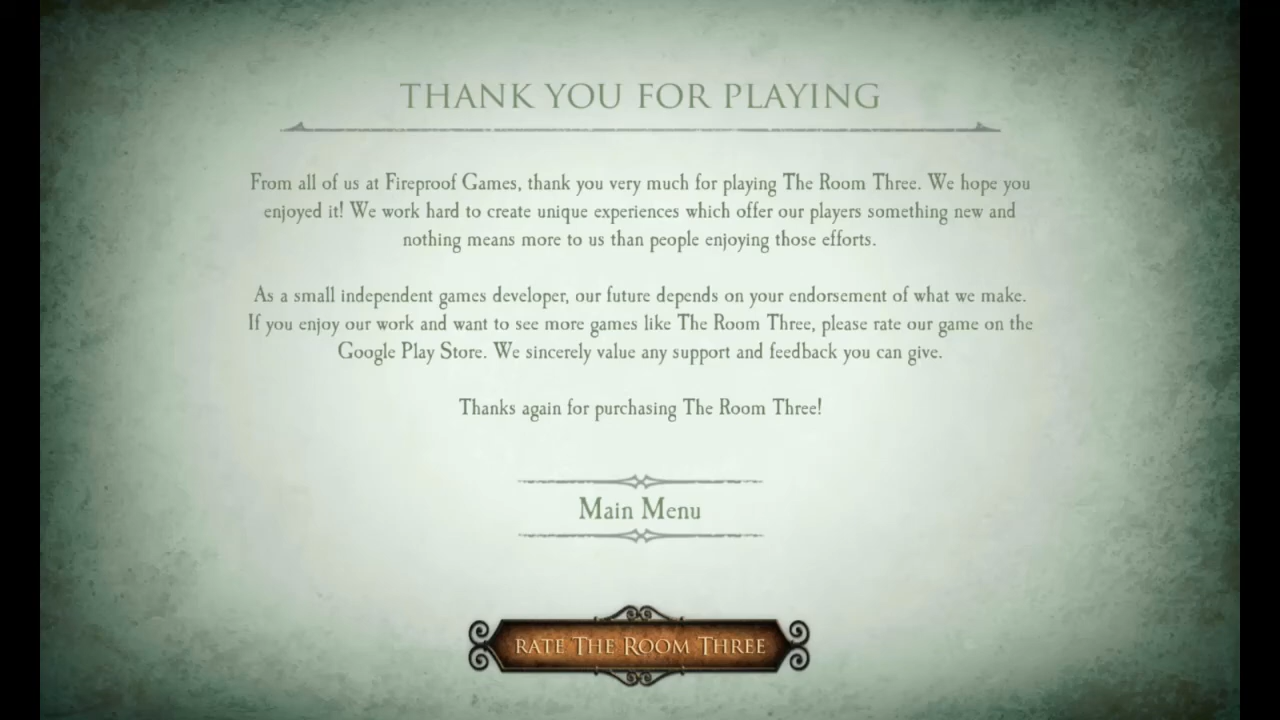 THANK YOU FOR PLAYING
From all of us at Fireproof Games, thank you very much for playing The Room Three. We hope you
enjoyed it! We work hard to create unique experiences which offer our players something new and
nothing means more to us than people enjoying those efforts.
As a small independent games developer, our future depends on your endorsement of what we make.
If you enjoy our work and want to see more games like The Room Three, please rate our game on the
Google Play Store. We sincerely value any support and feedback you can give.
Thanks again for purchasing The Room Three!
Main Menu
RATE THE ROOM THREE